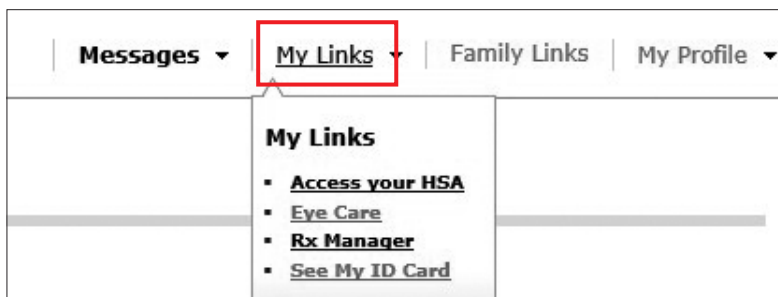 Messages My Links Family Links My Profile
My Links
Access your HSA
Eye Care
Rx Manager
See My ID Card